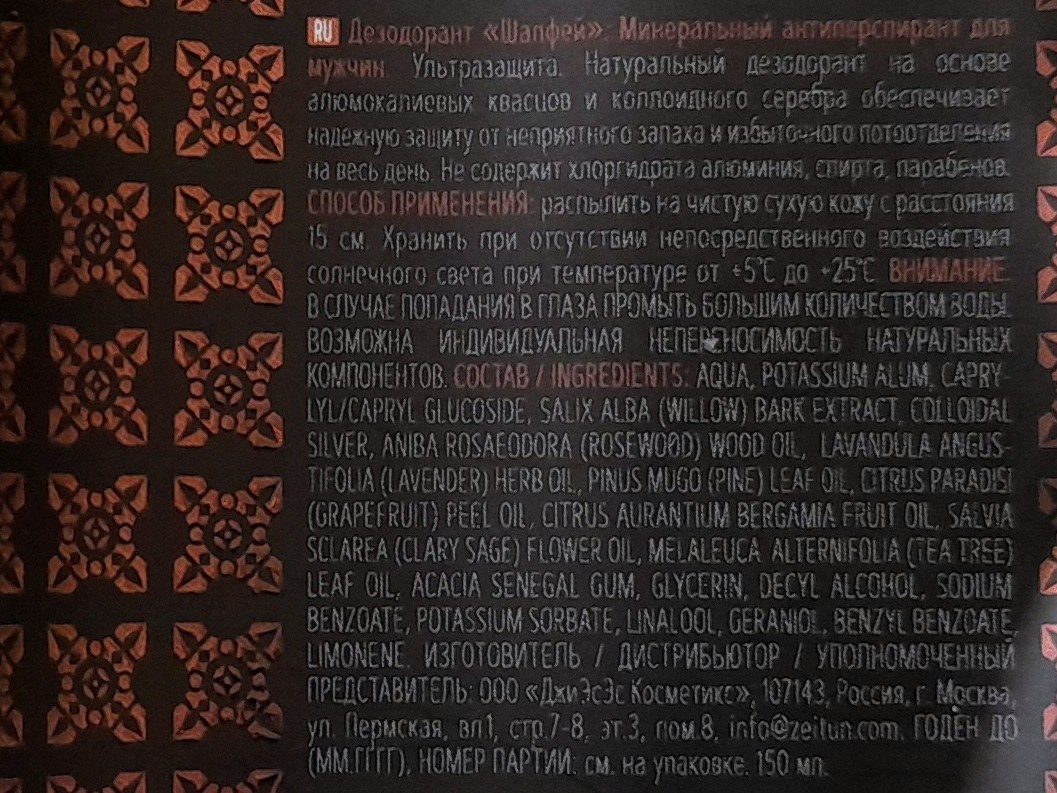 RU Дезодорант «Шалфей». Минеральный антиперспирант для
мужчин. Ультразащита. Натуральный дезодорант на основе
алюмокалиевых квасцов и коллоидного серебра обеспечивает
надежную защиту от неприятного запаха и избыточного потоотделения
на весь день. Не содержит хлоргидрата алюминия, спирта, парабенов.
СПОСОБ ПРИМЕНЕНИЯ: распылить на чистую сухую кожу с расстояния
15 см. Хранить при отсутствии непосредственного воздействия
солнечного света при температуре от +5°С до +25°С ВНИМАНИЕ.
В СЛУЧАЕ ПОПАДАНИЯ В ГЛАЗА ПРОМЫТЬ БОЛЬШИМ КОЛИЧЕСТВОМ ВОДЫ.
ВОЗМОЖНА ИНДИВИДУАЛЬНАЯ НЕПЕРЕНОСИМОСТЬ НАТУРАЛЬНЫХ
КОМПОНЕНТОВ. СОСТАВ / INGREDIENTS: AQUA, POTASSIUM ALUM, CAPRY-
LYL/CAPRYL GLUCOSIDE, SALIX ALBA (WILLOW) BARK EXTRACT, COLLOIDAL
SILVER, ANIBA ROSAEODORA (ROSEWOOD) WOOD OIL, LAVANDULA ANGUS-
TIFOLIA (LAVENDER) HERB OIL, PINUS MUGO (PINE) LEAF OIL, CITRUS PARADISI
(GRAPEFRUIT) PEEL OIL, CITRUS AURANTIUM BERGAMIA FRUIT OIL, SALVIA
SCLAREA (CLARY SAGE) FLOWER OIL, MELALEUCA ALTERNIFOLIA (TEA TREE)
LEAF OIL, ACACIA SENEGAL GUM, GLYCERIN, DECYL ALCOHOL, SODIUM
BENZOATE, POTASSIUM SORBATE, LINALOOL, GERANIOL, BENZYL BENZOATE,
LIMONENE. ИЗГОТОВИТЕЛЬ / ДИСТРИБЬЮТОР / УПОЛНОМОЧЕННЫЙ
ПРЕДСТАВИТЕЛЬ: ООО «ДжиЭсЭс Косметикс», 107143, Россия, г. Москва,
ул. Пермская, вл1, стр.7-8, эт.3, пом.8, info@zeitun.com. ГОДЕН ДО
(ММ.ГГГГ), НОМЕР ПАРТИИ: см. на упаковке. 150 мл.